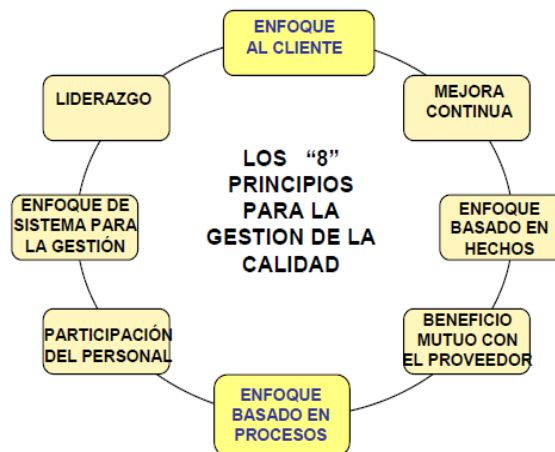 ENFOQUE
AL CLIENTE
LIDERAZGO
MEJORA
CONTINUA
LOS "8"
PRINCIPIOS
PARA LA
GESTION DE LA
CALIDAD
ENFOQUE DE
SISTEMA PARA
LA GESTIÓN
ENFOQUE
BASADO EN
HECHOS
PARTICIPACIÓN
DEL PERSONAL
BENEFICIO
MUTUO CON
EL PROVEEDOR
ENFOQUE
BASADO EN
PROCESOS